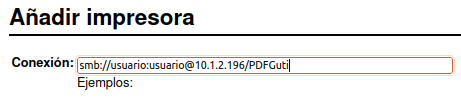 Añadir impresora
Conexión: smb://usuario:usuario@10.1.2.196/PDFGuti
Ejemplos: